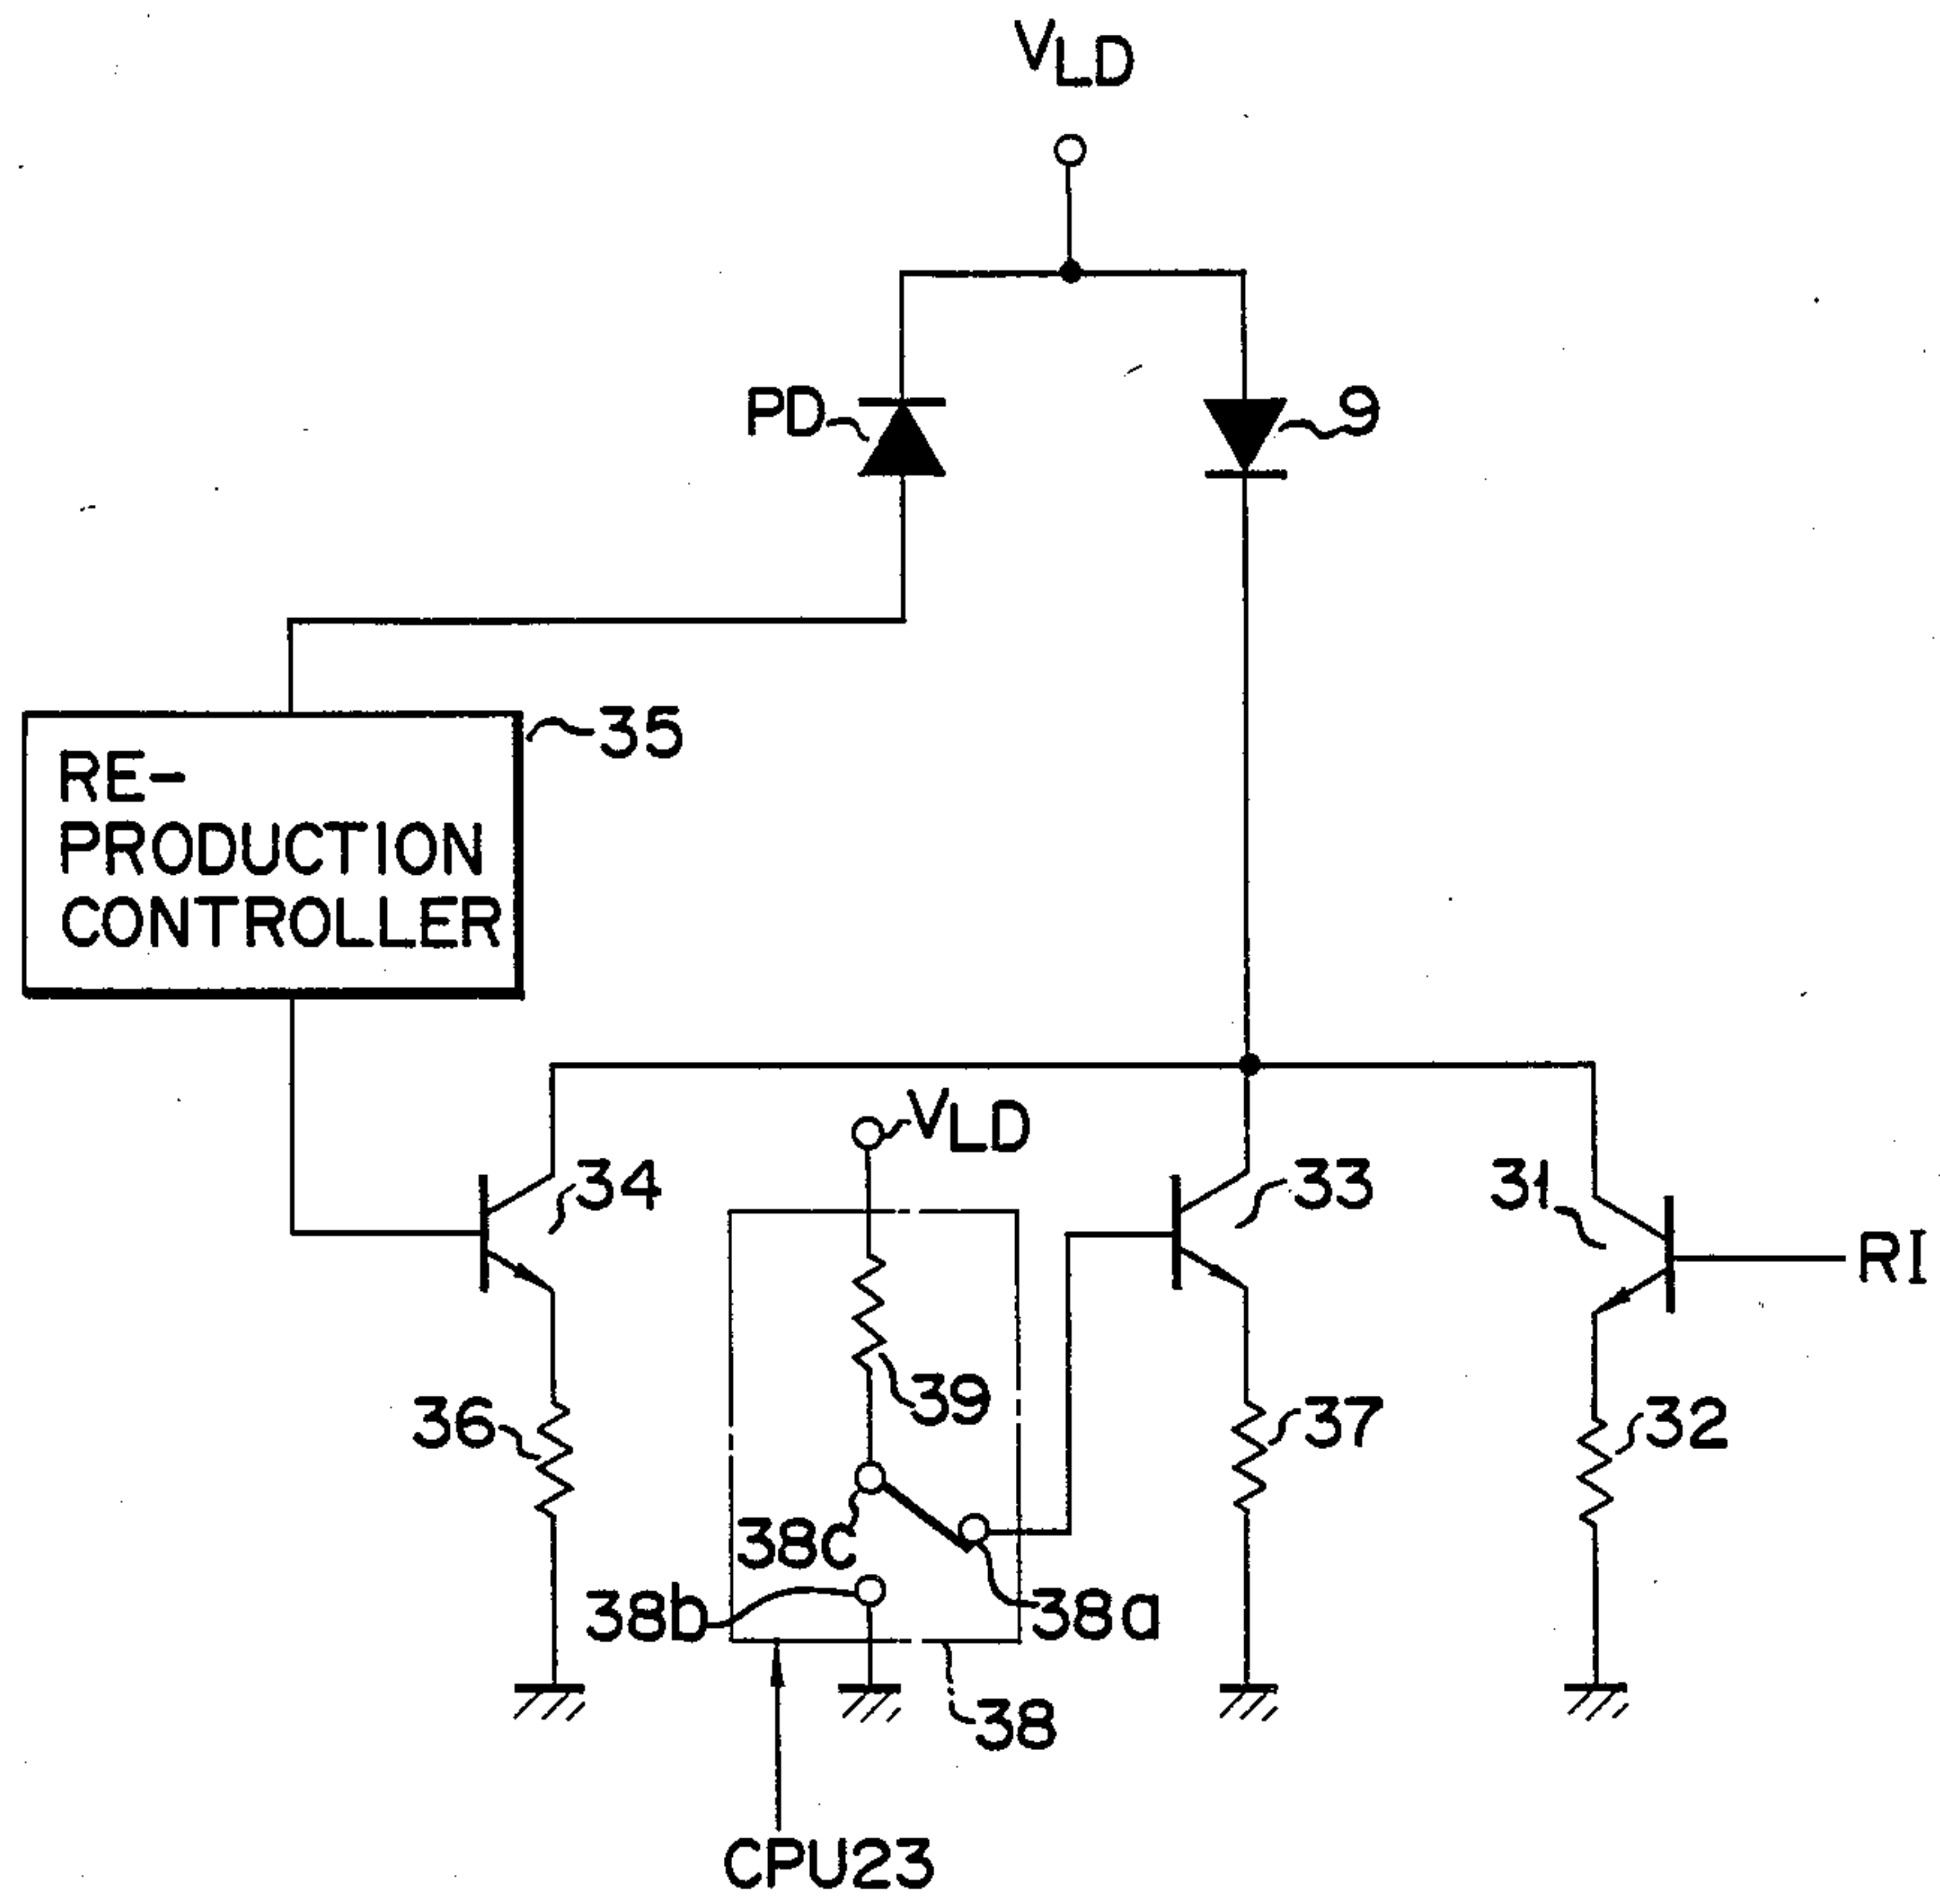 VLD
PD
9
35
RE-
PRODUCTION
CONTROLLER
VLD
34
33
31
RI
39
36
37
32
38C
38b
38a
38
CPU23